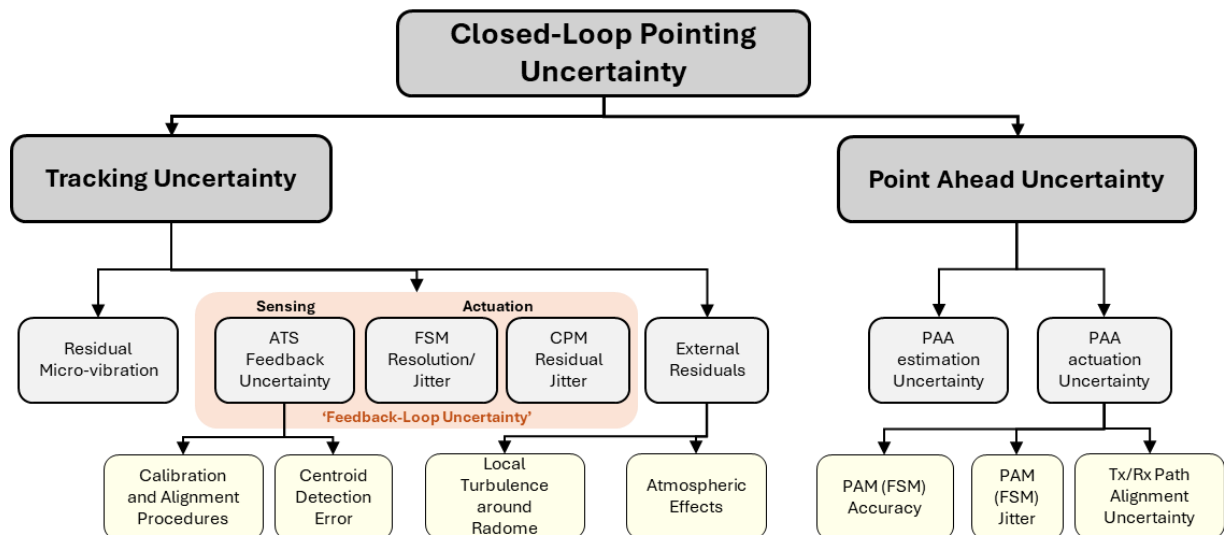 Closed-Loop Pointing
Uncertainty
Tracking Uncertainty
Point Ahead Uncertainty
Sensing
Actuation
Residual
Micro-vibration
ATS
Feedback
Uncertainty
FSM
Resolution/
Jitter
CPM
Residual
Jitter
External
Residuals
PAA
estimation
Uncertainty
PAA
actuation
Uncertainty
‘Feedback-Loop Uncertainty’
Calibration
and Alignment
Procedures
Centroid
Detection
Error
Local
Turbulence
around
Radome
Atmospheric
Effects
PAM (FSM)
Accuracy
PAM
(FSM)
Jitter
Tx/Rx Path
Alignment
Uncertainty